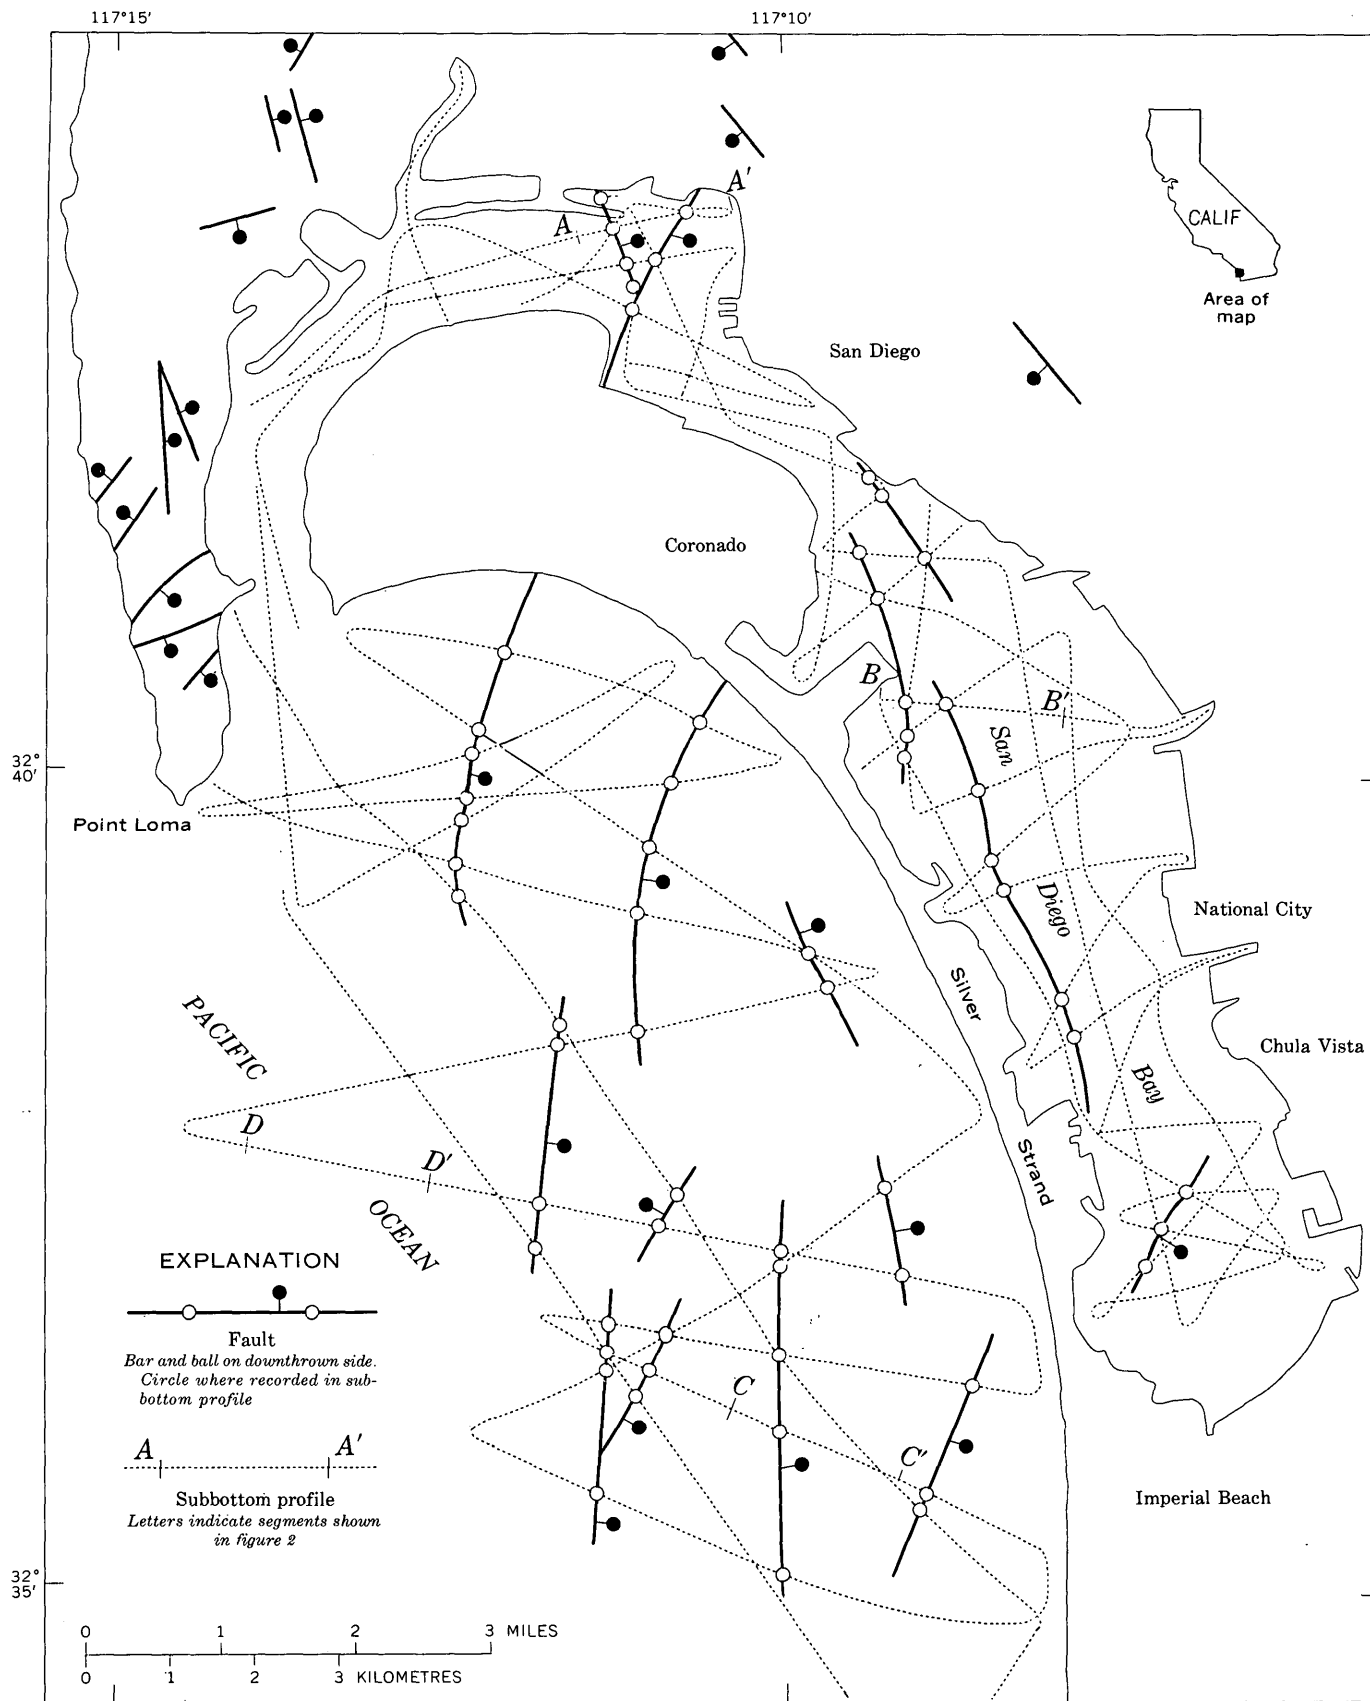 117°15′
117°10′
A
A′
CALIF
Area of
map
San Diego
Coronado
B
B′
San
32°
40′
Point Loma
Diego
National City
Silver
PACIFIC
Chula Vista
Bay
D
D′
Strand
OCEAN
EXPLANATION
Fault
Bar and ball on downthrown side.
Circle where recorded in sub-
bottom profile
C
C′
A
A′
Subbottom profile
Letters indicate segments shown
in figure 2
Imperial Beach
32°
35′
0 1 2 3 MILES
0 1 2 3 KILOMETRES